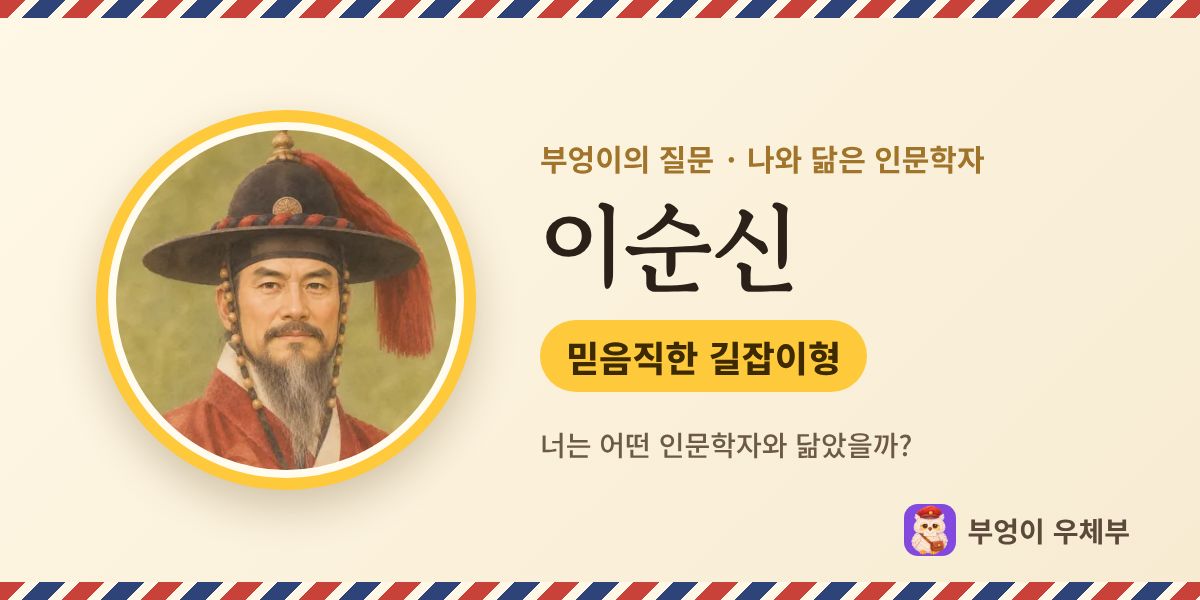 부엉이의 질문 · 나와 닮은 인문학자
이순신
믿음직한 길잡이형
너는 어떤 인문학자와 닮았을까?
부엉이 우체부